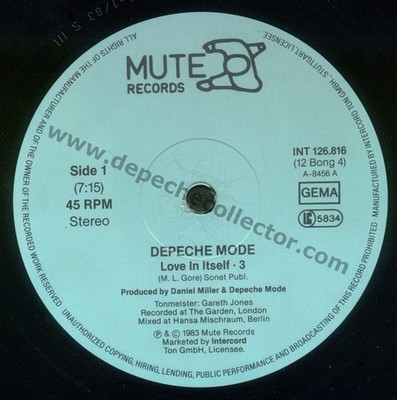 MUTE
RECORDS
INT 126.816
(12 Bong 4)
A-8456 A
GEMA
LC 5834
Side 1
(7:15)
45 RPM
Stereo
www.depechecollector.com
DEPECHE MODE
Love in Itself · 3
(M. L. Gore) Sonet Publ.
Produced by Daniel Miller & Depeche Mode
Tonmeister: Gareth Jones
Recorded at The Garden, London
Mixed at Hansa Mischraum, Berlin
Ⓟ & © 1983 Mute Records
Marketed by Intercord
Ton GmbH, Licensee.
ALL RIGHTS OF THE MANUFACTURER AND OF THE OWNER OF THE RECORDED WORK RESERVED
UNAUTHORIZED COPYING, HIRING, LENDING, PUBLIC PERFORMANCE AND BROADCASTING OF THIS RECORD PROHIBITED
MANUFACTURED BY INTERCORD TON GMBH, STUTTGART, LICENSEE.